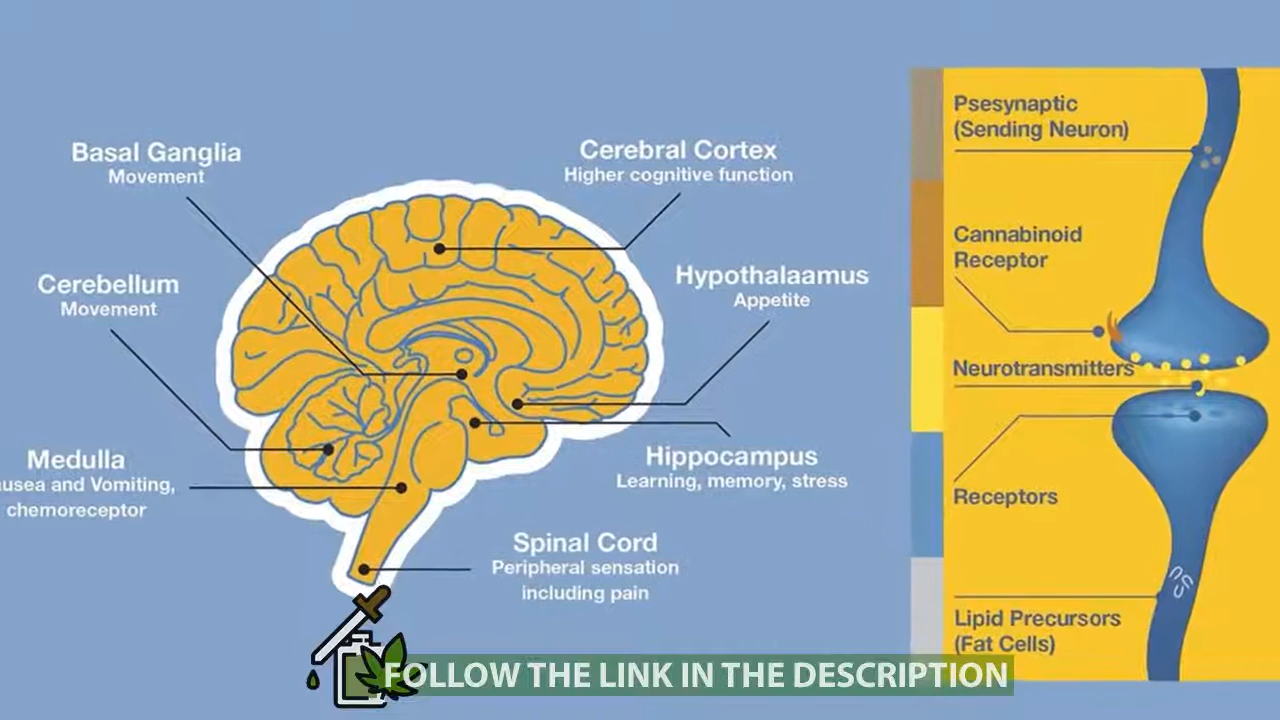 Basal Ganglia
Movement
Cerebral Cortex
Higher cognitive function
Cerebellum
Movement
Hypothalaamus
Appetite
Medulla
ausea and Vomiting,
chemoreceptor
Hippocampus
Learning, memory, stress
Spinal Cord
Peripheral sensation
including pain
Psesynaptic
(Sending Neuron)
Cannabinoid
Receptor
Neurotransmitters
Receptors
Lipid Precursors
(Fat Cells)
FOLLOW THE LINK IN THE DESCRIPTION